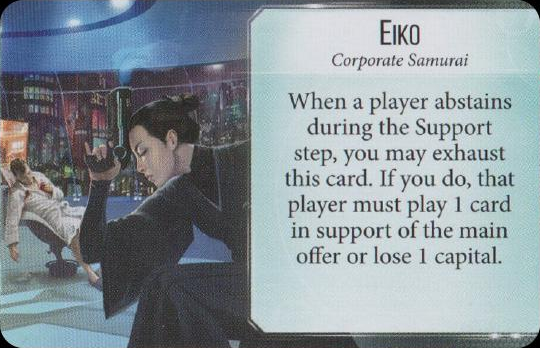 Eiko
Corporate Samurai
When a player abstains
during the Support
step, you may exhaust
this card. If you do, that
player must play 1 card
in support of the main
offer or lose 1 capital.